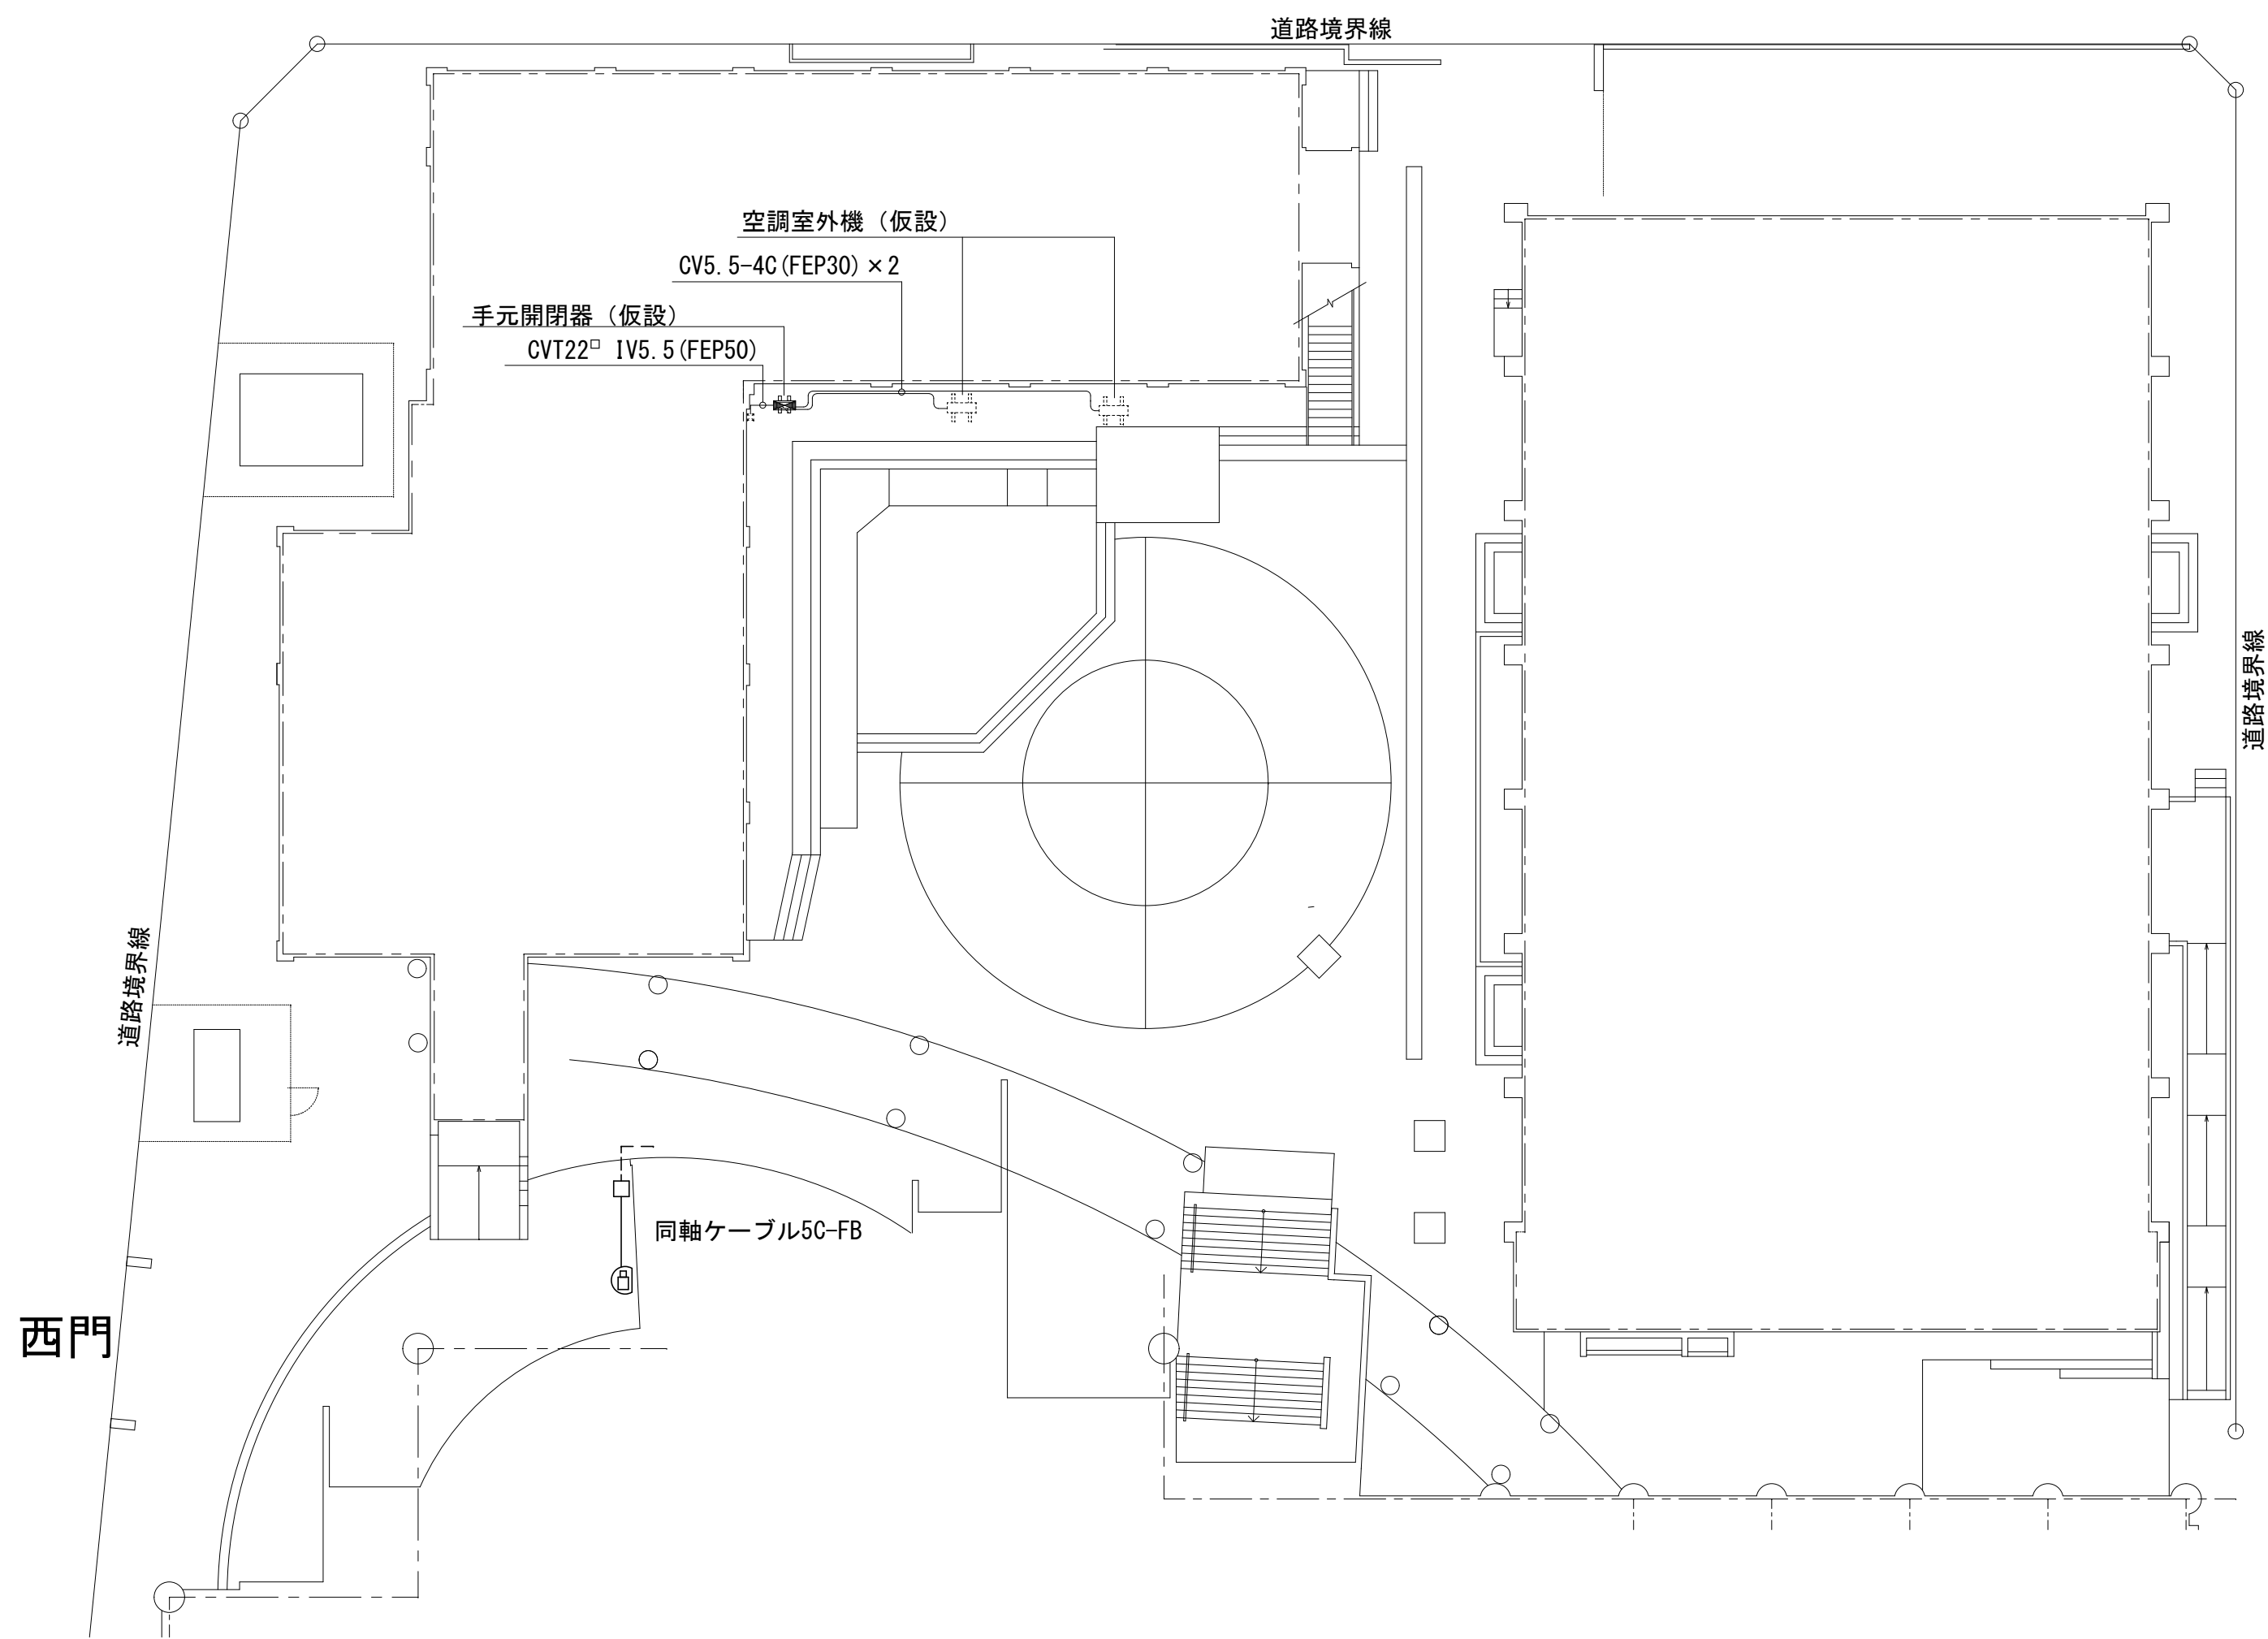 道路境界線
空調室外機（仮設）
CV5.5-4C(FEP30)×2
手元開閉器（仮設）
CVT22□ IV5.5(FEP50)
道路境界線
道路境界線
同軸ケーブル5C-FB
西門